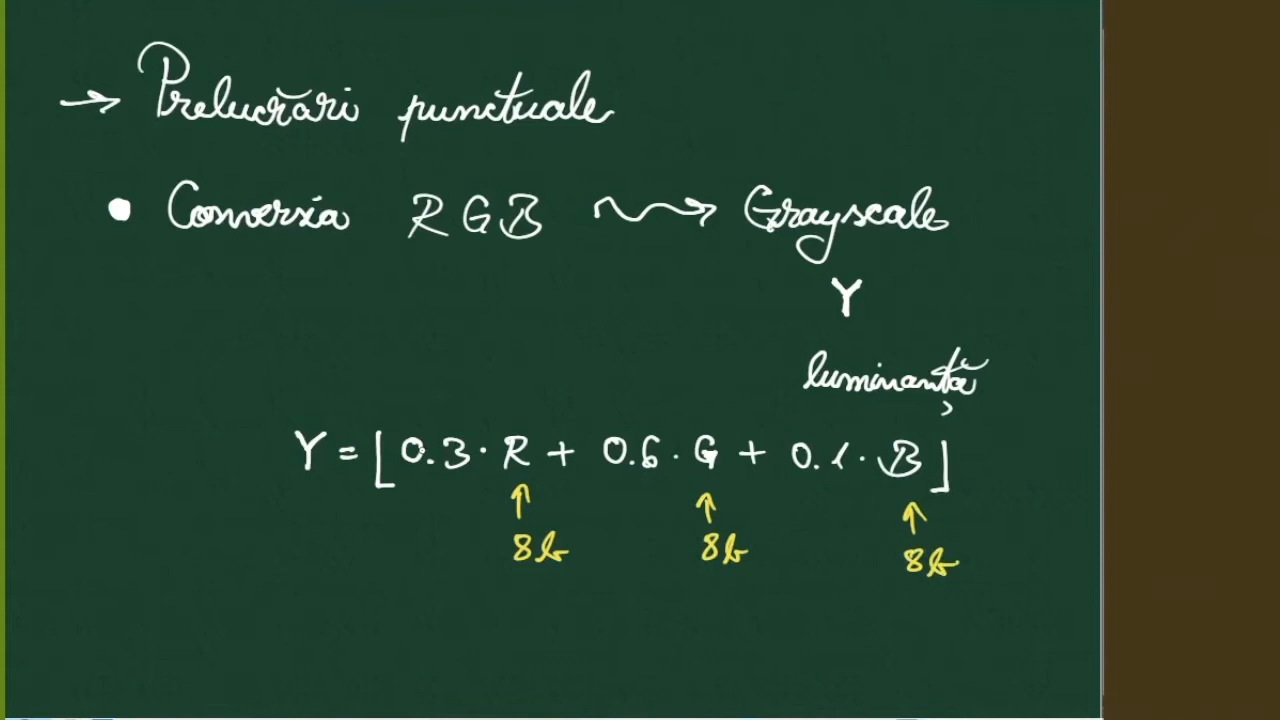 → Prelucrări punctuale
• Conversia RGB ⇝ Grayscale
Y
luminanță
Y = ⌊0.3 · R + 0.6 · G + 0.1 · B⌋
↑ ↑ ↑
8b 8b 8b